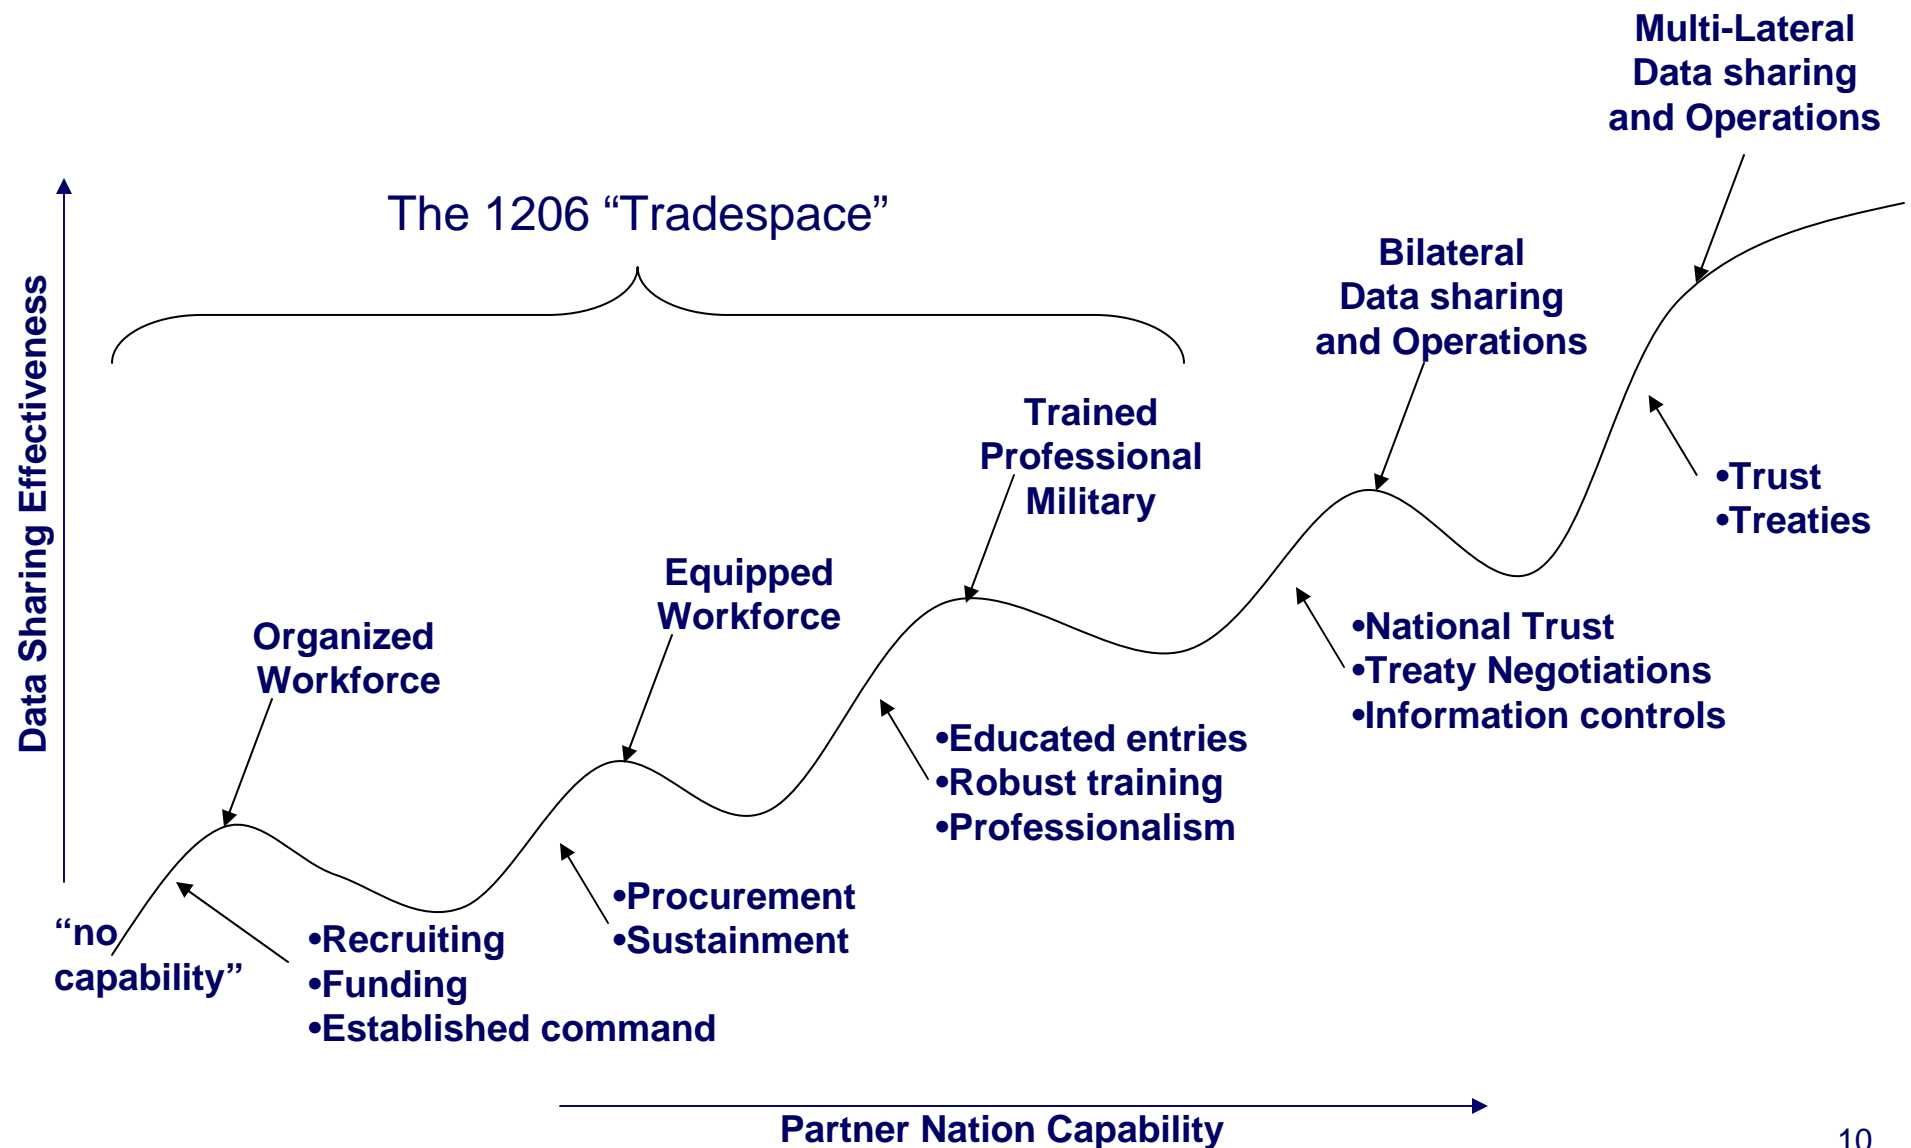 Multi-Lateral
Data sharing
and Operations
The 1206 “Tradespace”
Bilateral
Data sharing
and Operations
Data Sharing Effectiveness
Trained
Professional
Military
•Trust
•Treaties
Equipped
Workforce
Organized
Workforce
•National Trust
•Treaty Negotiations
•Information controls
•Educated entries
•Robust training
•Professionalism
•Procurement
•Sustainment
“no
capability”
•Recruiting
•Funding
•Established command
Partner Nation Capability
10